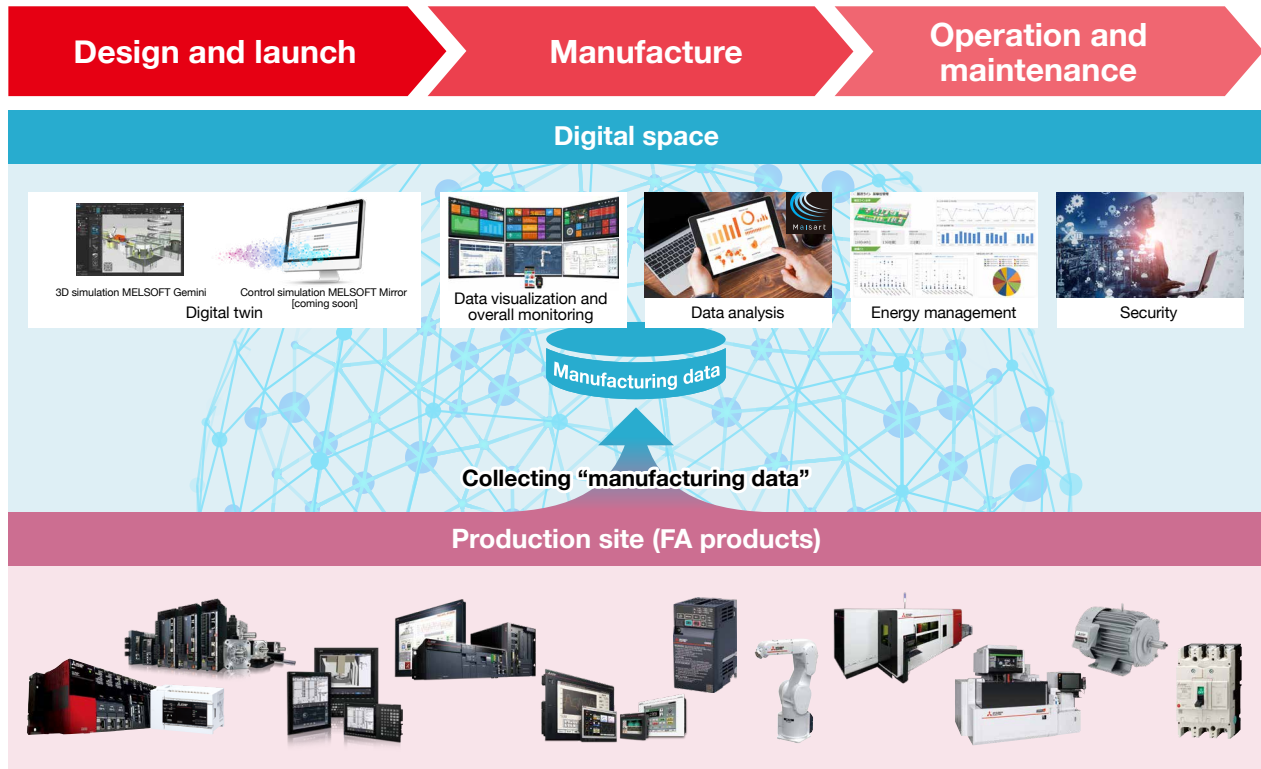 Design and launch
Manufacture
Operation and
maintenance
Digital space
Maisart
3D simulation MELSOFT Gemini
Control simulation MELSOFT Mirror
[coming soon]
Digital twin
Data visualization and
overall monitoring
Data analysis
Energy management
Security
Manufacturing data
Collecting “manufacturing data”
Production site (FA products)